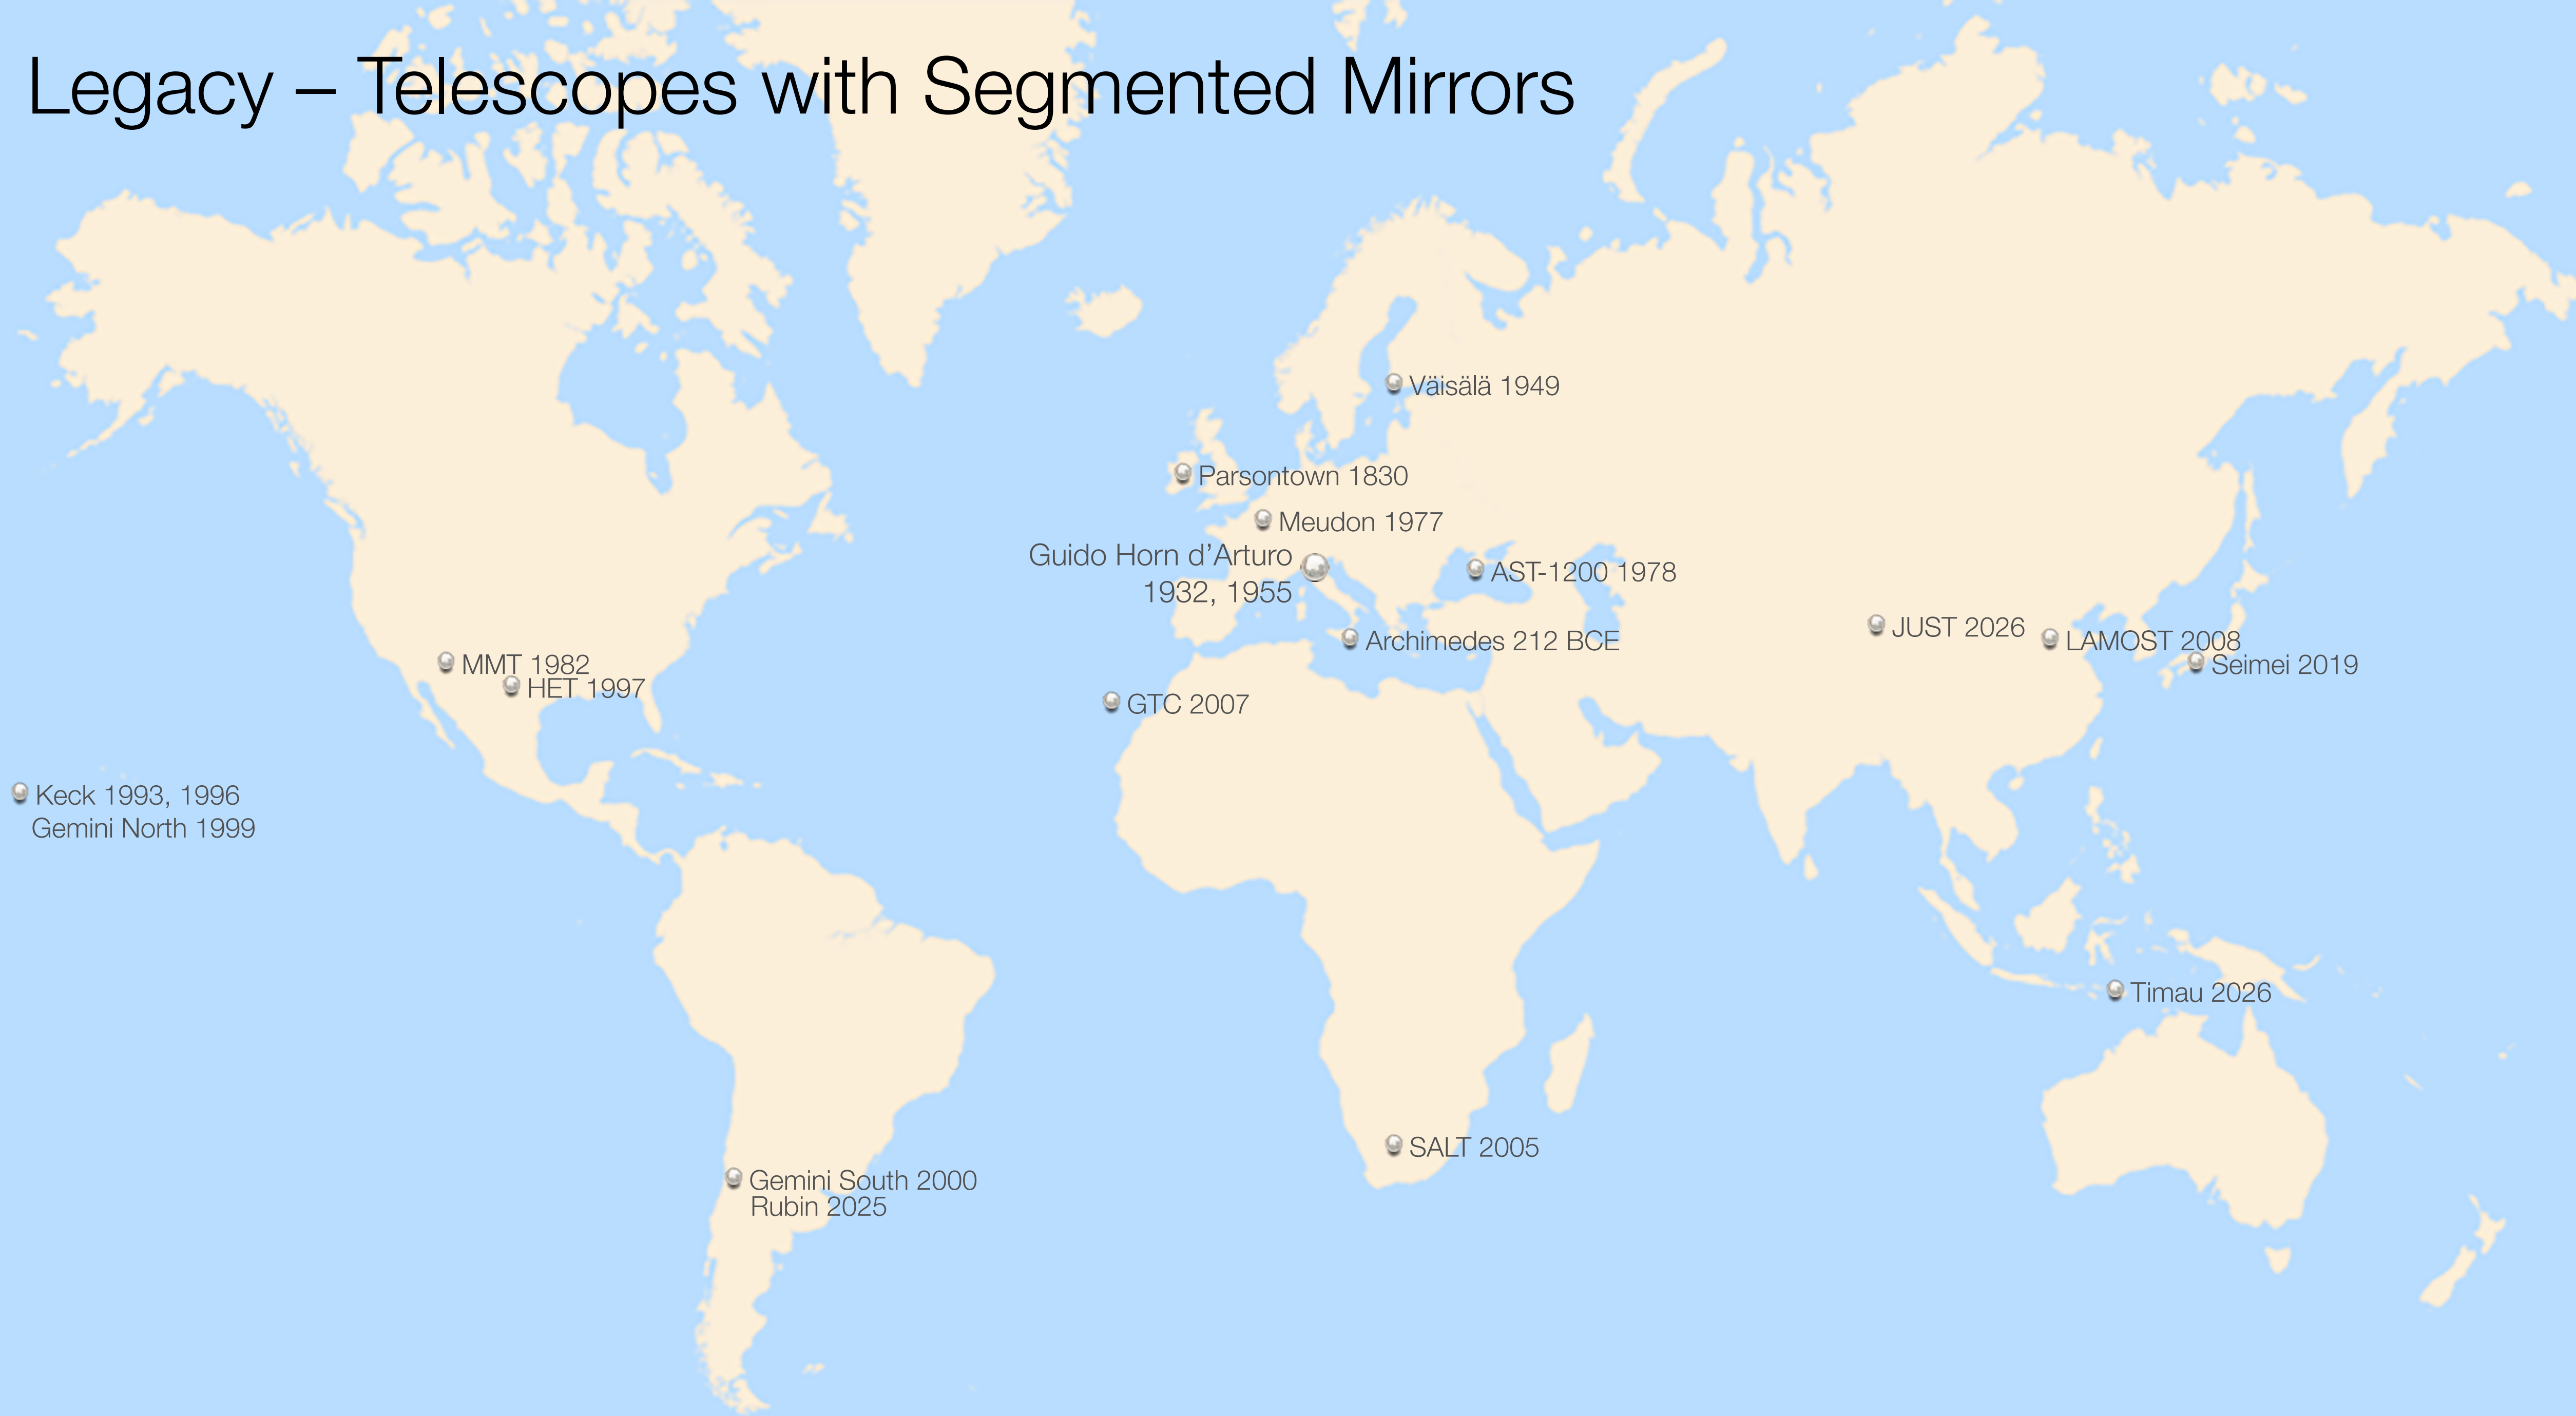 Legacy – Telescopes with Segmented Mirrors
Väisälä 1949
Parsontown 1830
Meudon 1977
Guido Horn d’Arturo
1932, 1955
AST-1200 1978
JUST 2026
Archimedes 212 BCE
LAMOST 2008
Seimei 2019
MMT 1982
HET 1997
GTC 2007
Keck 1993, 1996
Gemini North 1999
Timau 2026
SALT 2005
Gemini South 2000
Rubin 2025